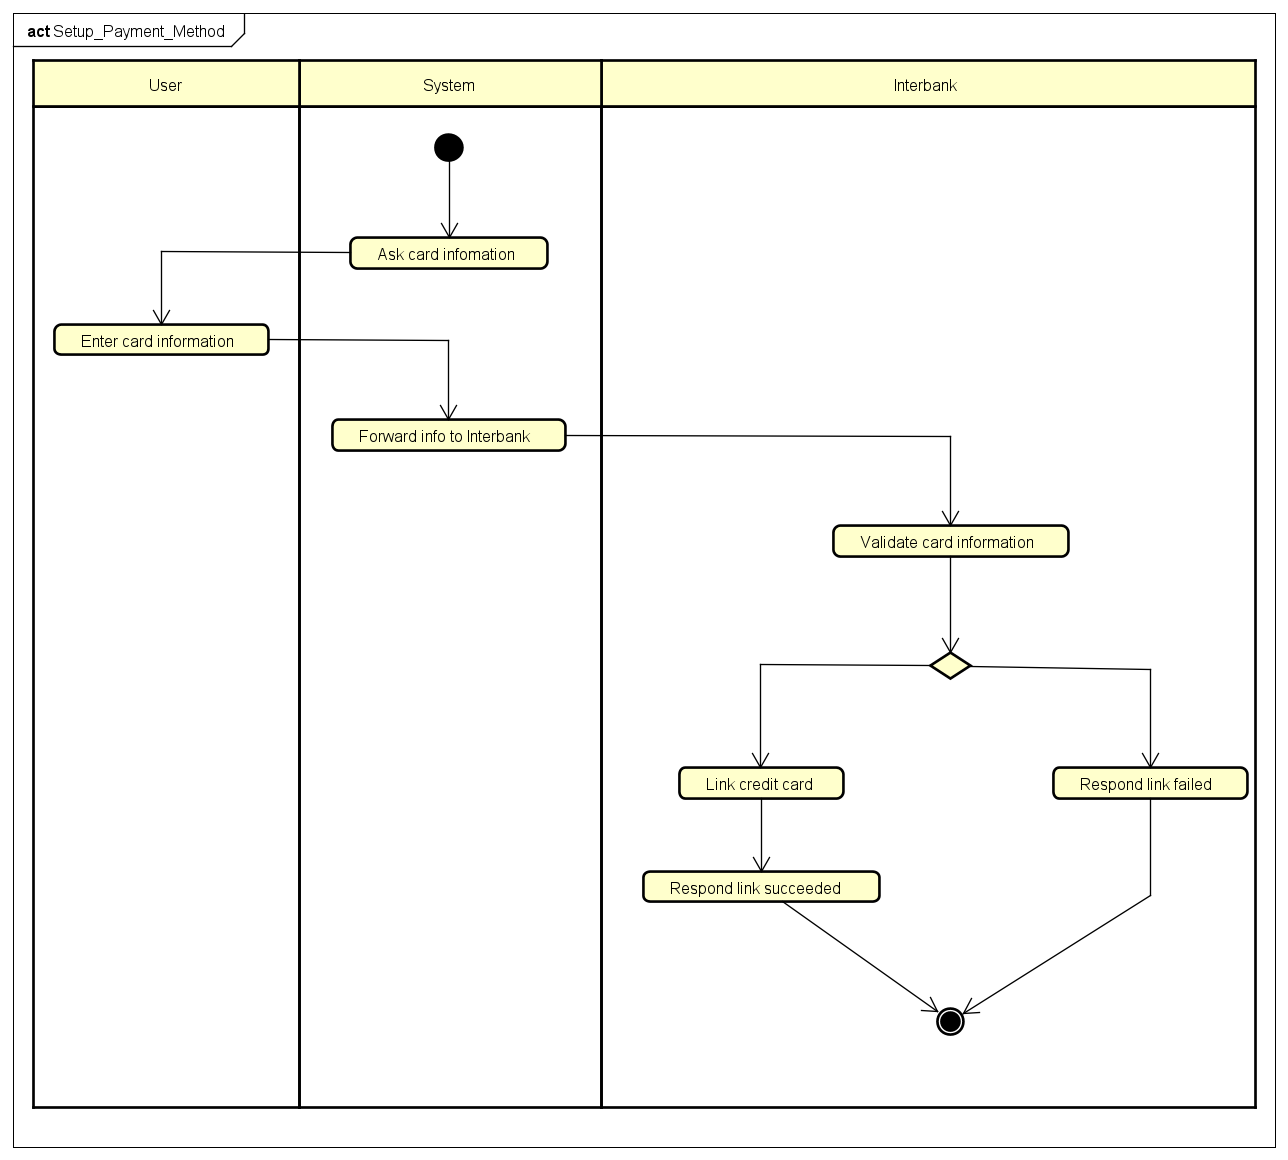 act Setup_Payment_Method
User
System
Interbank
Ask card infomation
Enter card information
Forward info to Interbank
Validate card information
Link credit card
Respond link failed
Respond link succeeded